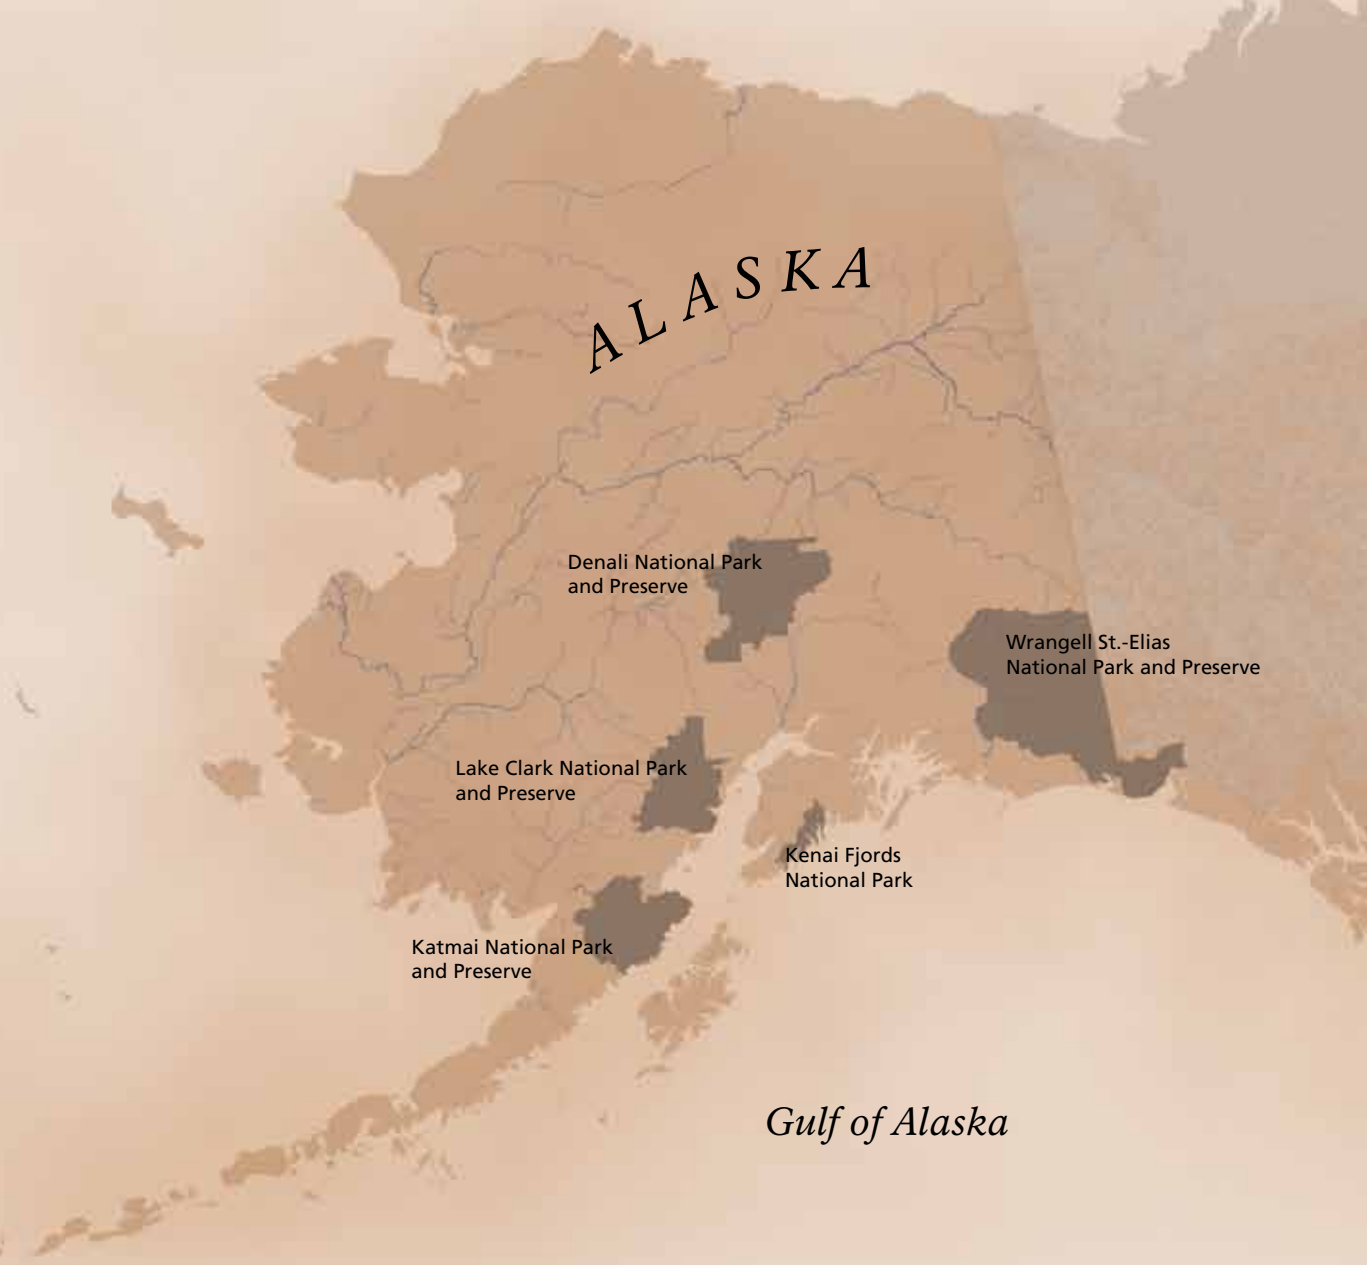 ALASKA
Denali National Park
and Preserve
Wrangell St.-Elias
National Park and Preserve
Lake Clark National Park
and Preserve
Kenai Fjords
National Park
Katmai National Park
and Preserve
Gulf of Alaska